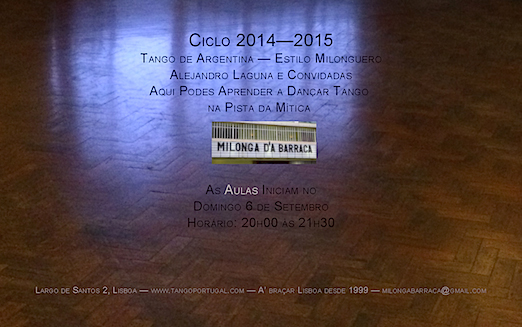 Ciclo 2014—2015
Tango de Argentina — Estilo Milonguero
Alejandro Laguna e Convidadas
Aqui Podes Aprender a Dançar Tango
na Pista da Mítica
MILONGA D'A BARRACA
As Aulas Iniciam no
Domingo 6 de Setembro
Horário: 20h00 às 21h30
Largo de Santos 2, Lisboa — www.tangoportugal.com — A' braçar Lisboa desde 1999 — milongabarraca@gmail.com